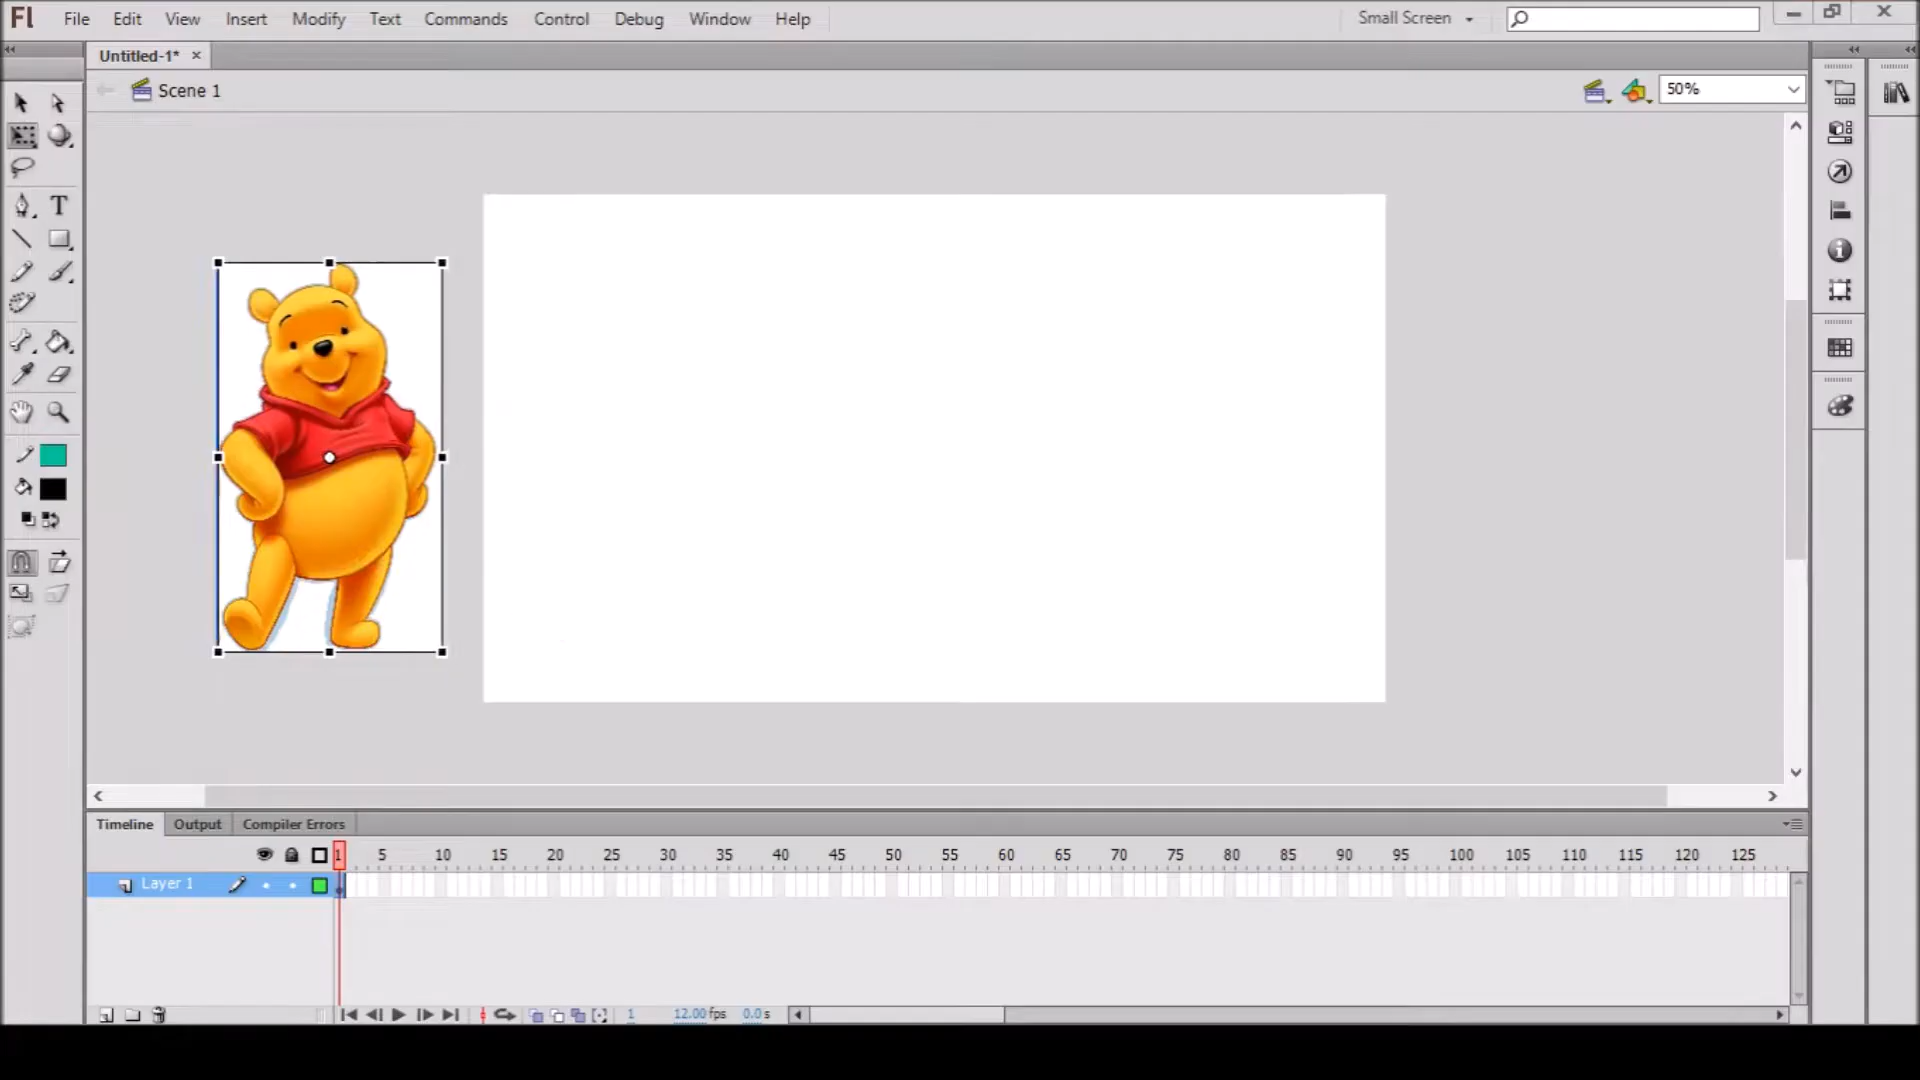 Fl File Edit View Insert Modify Text Commands Control Debug Window Help Small Screen
Untitled-1* ×
Scene 1 50%
T
Timeline Output Compiler Errors
1 5 10 15 20 25 30 35 40 45 50 55 60 65 70 75 80 85 90 95 100 105 110 115 120 125
Layer 1
1 12.00 fps 0.0 s